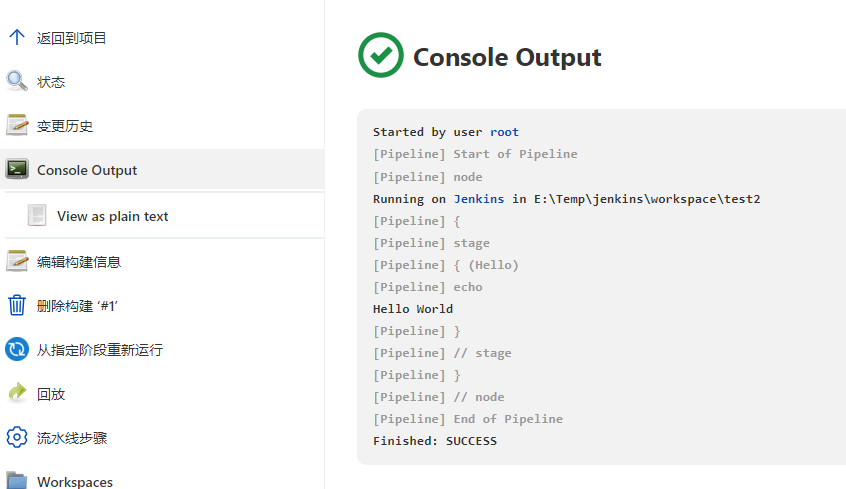 返回到项目
状态
变更历史
Console Output
View as plain text
编辑构建信息
删除构建 ‘#1’
从指定阶段重新运行
回放
流水线步骤
Workspaces
Console Output
Started by user root
[Pipeline] Start of Pipeline
[Pipeline] node
Running on Jenkins in E:\Temp\jenkins\workspace\test2
[Pipeline] {
[Pipeline] stage
[Pipeline] { (Hello)
[Pipeline] echo
Hello World
[Pipeline] }
[Pipeline] // stage
[Pipeline] }
[Pipeline] // node
[Pipeline] End of Pipeline
Finished: SUCCESS